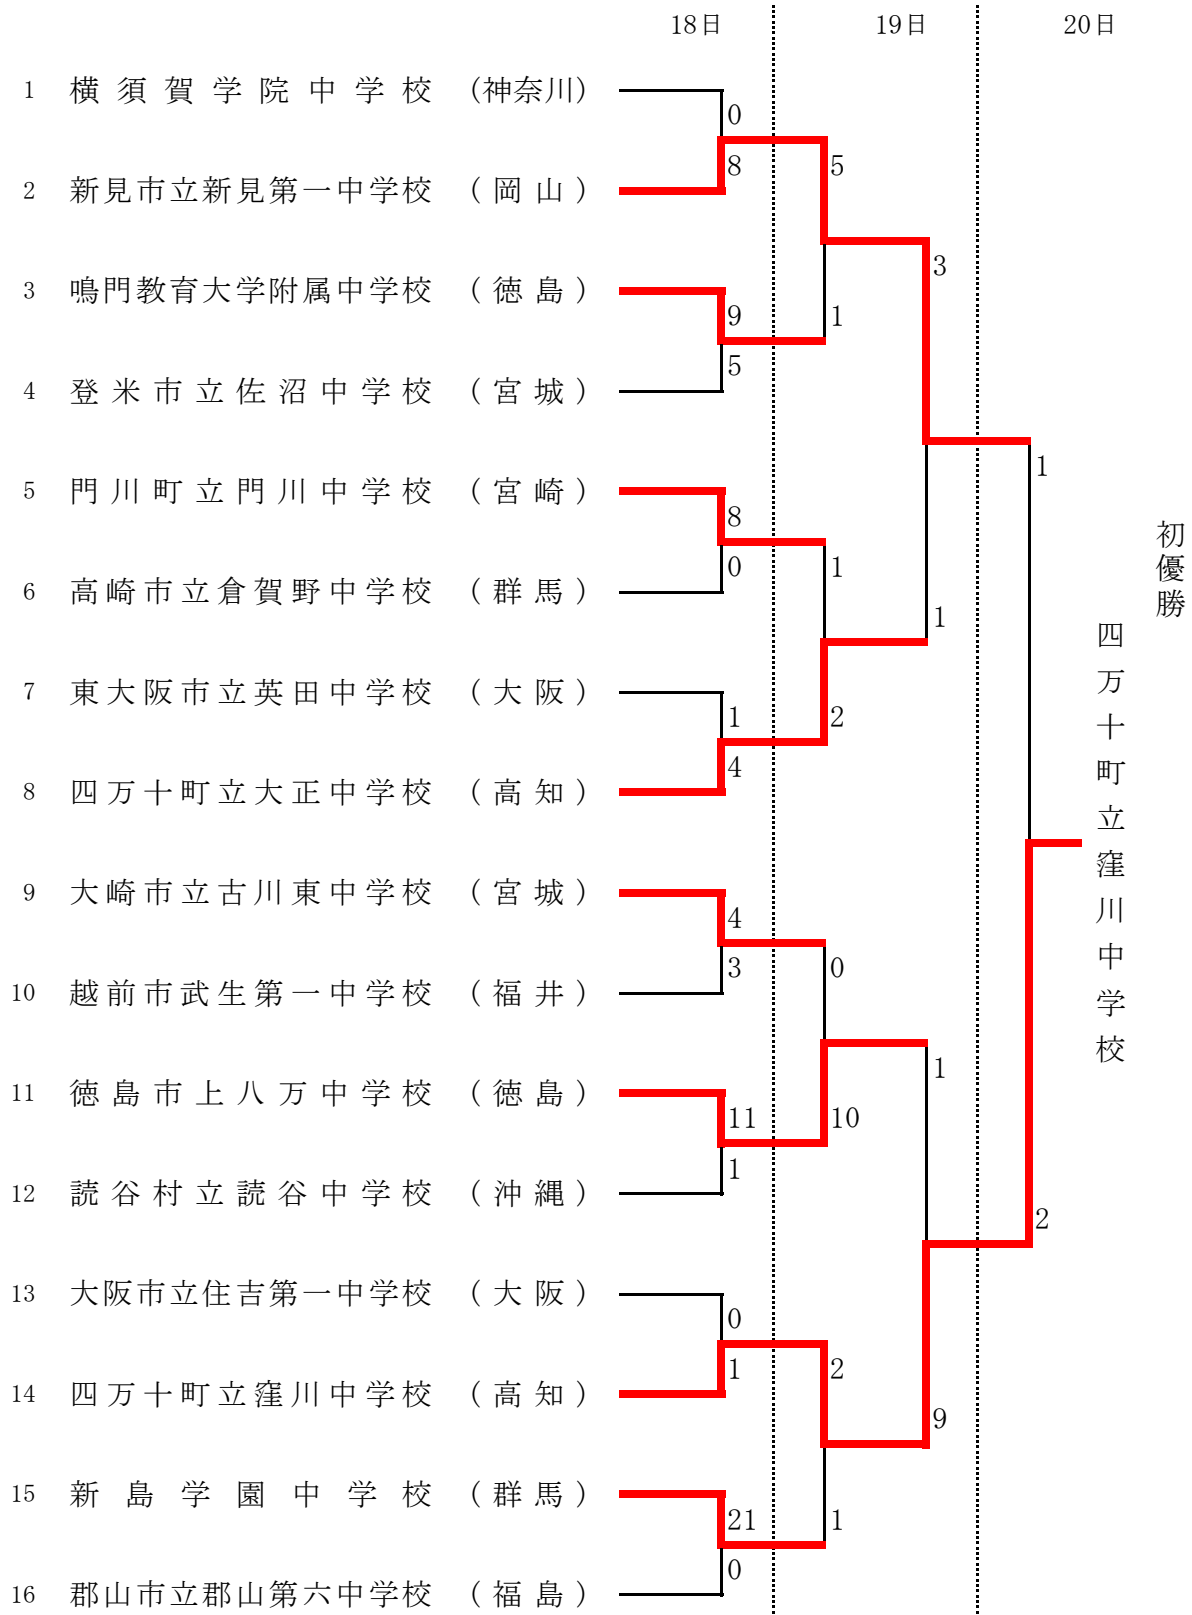 18日 19日 20日
1 横須賀学院中学校 (神奈川)
0
8
5
2 新見市立新見第一中学校 (岡山)
3
3 鳴門教育大学附属中学校 (徳島)
9
1
5
4 登米市立佐沼中学校 (宮城)
1
5 門川町立門川中学校 (宮崎)
8
0
1
6 高崎市立倉賀野中学校 (群馬)
1
7 東大阪市立英田中学校 (大阪)
1
2
4
8 四万十町立大正中学校 (高知)
9 大崎市立古川東中学校 (宮城)
4
3
0
10 越前市武生第一中学校 (福井)
1
11 徳島市上八万中学校 (徳島)
11
10
1
12 読谷村立読谷中学校 (沖縄)
2
13 大阪市立住吉第一中学校 (大阪)
0
1
2
14 四万十町立窪川中学校 (高知)
9
15 新島学園中学校 (群馬)
21
1
0
16 郡山市立郡山第六中学校 (福島)
初優勝
四万十町立窪川中学校